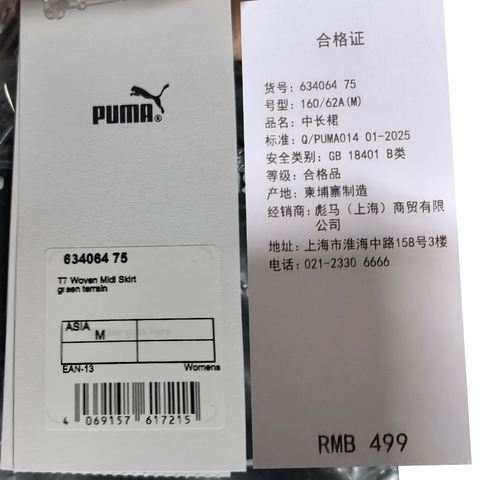 PUMA®
634064 75
T7 Woven Midi Skirt
green terrain
ASIA
M
EAN-13
Womens
4 069157 617215
合格证
货号: 634064 75
号型: 160/62A(M)
品名: 中长裙
标准: Q/PUMA014 01-2025
安全类别: GB 18401 B类
等级: 合格品
产地: 柬埔寨制造
经销商: 彪马（上海）商贸有限
公司
地址: 上海市淮海中路158号3楼
电话: 021-2330 6666
RMB 499